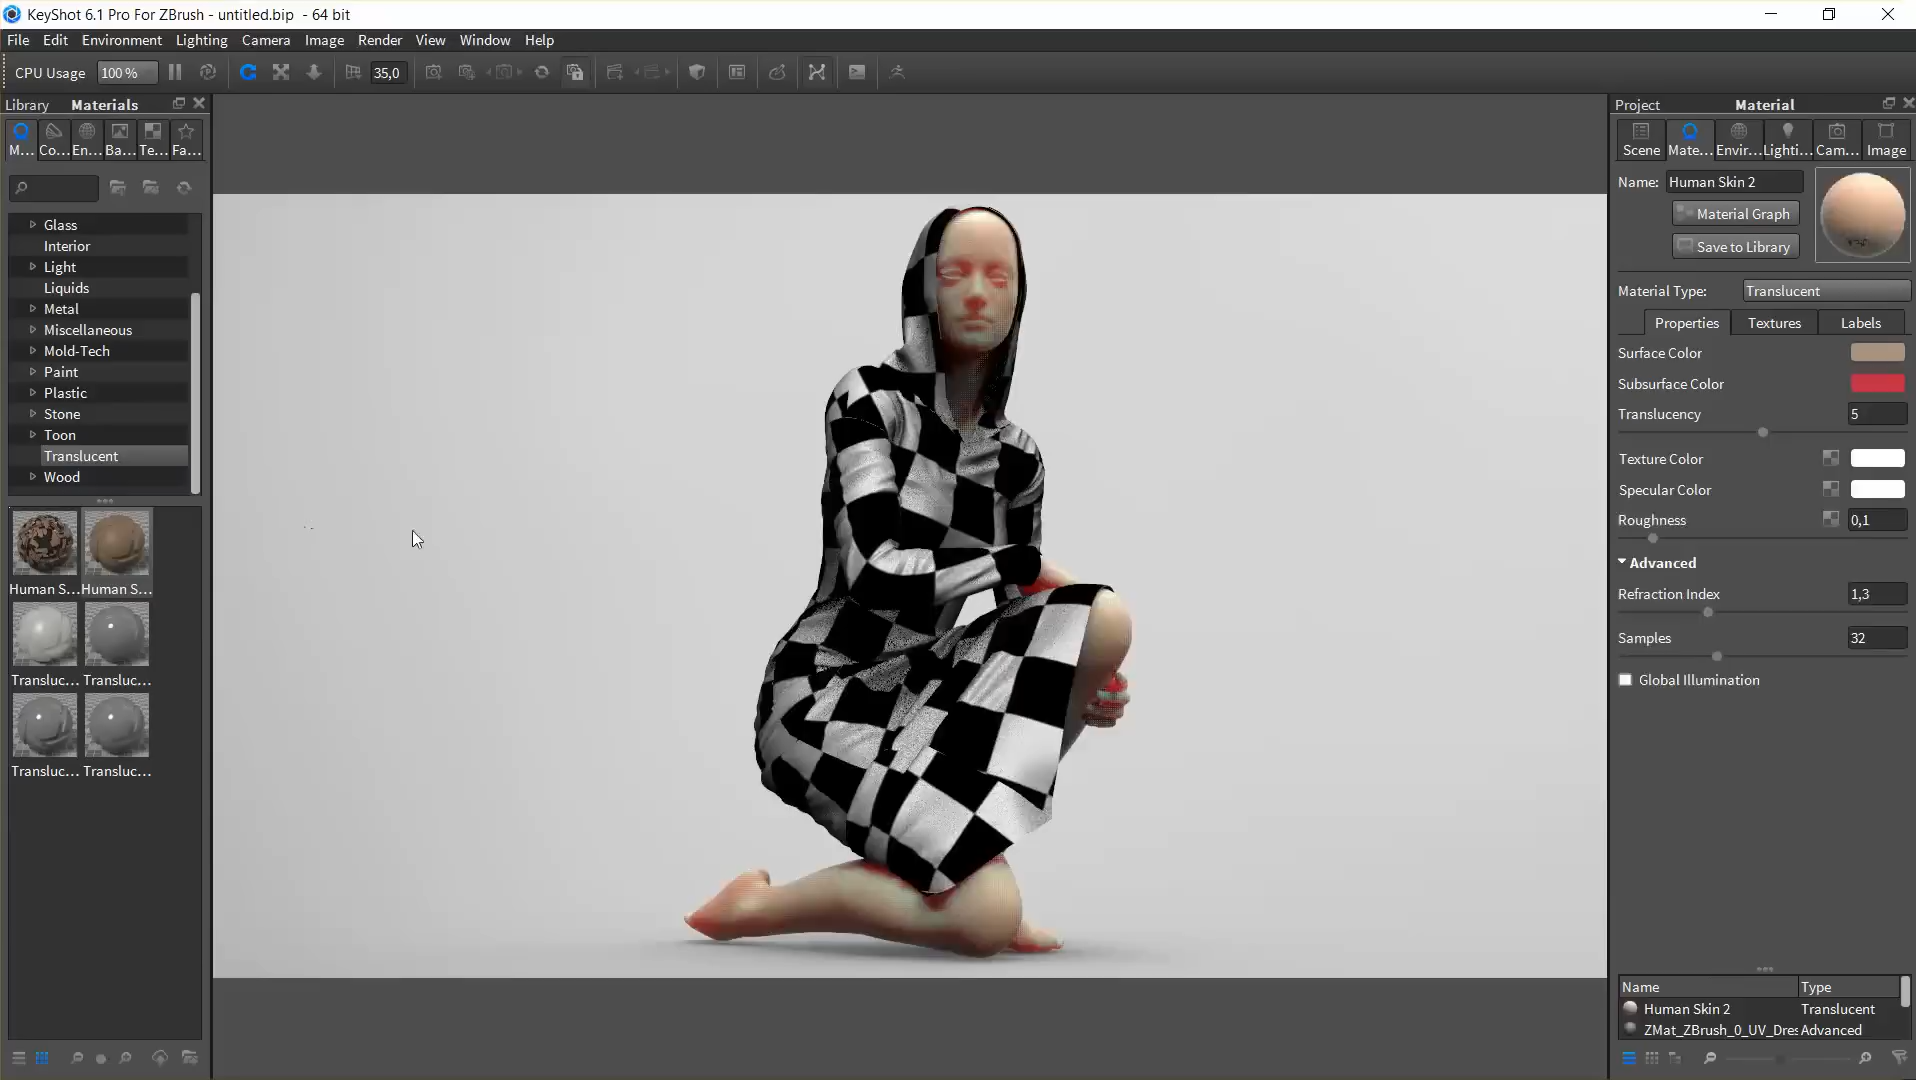 KeyShot 6.1 Pro For ZBrush - untitled.bip - 64 bit
File Edit Environment Lighting Camera Image Render View Window Help
CPU Usage 100 % 35,0
Library Materials
M... Co... En... Ba... Te... Fa...
Glass
Interior
Light
Liquids
Metal
Miscellaneous
Mold-Tech
Paint
Plastic
Stone
Toon
Translucent
Wood
Human S... Human S...
Transluc... Transluc...
Transluc... Transluc...
Project Material
Scene Mate... Envir... Lighti... Cam... Image
Name: Human Skin 2
Material Graph
Save to Library
Material Type: Translucent
Properties Textures Labels
Surface Color
Subsurface Color
Translucency 5
Texture Color
Specular Color
Roughness 0,1
Advanced
Refraction Index 1,3
Samples 32
Global Illumination
Name Type
Human Skin 2 Translucent
ZMat_ZBrush_0_UV_Dres Advanced